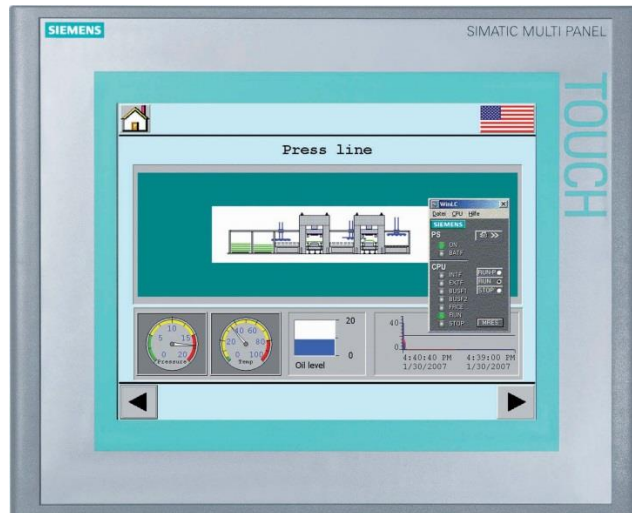 SIEMENS
SIMATIC MULTI PANEL
TOUCH
Press line
WinLC
Datei CPU Hilfe
SIEMENS
PS
ON
BATF
CPU
INTF
EXTF
BUSF1
BUSF2
FRCE
RUN
STOP
RUN-P
RUN
STOP
MRES
5 10 15 0 20
Pressure
20 40 60 80 0 100
Temp
20
0
Oil level
40
0
4:40:40 PM 4:39:00 PM
1/30/2007 1/30/2007